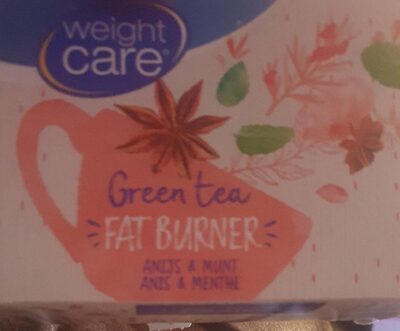 weight
care®
Green tea
FAT BURNER
ANIJS & MUNT
ANIS & MENTHE